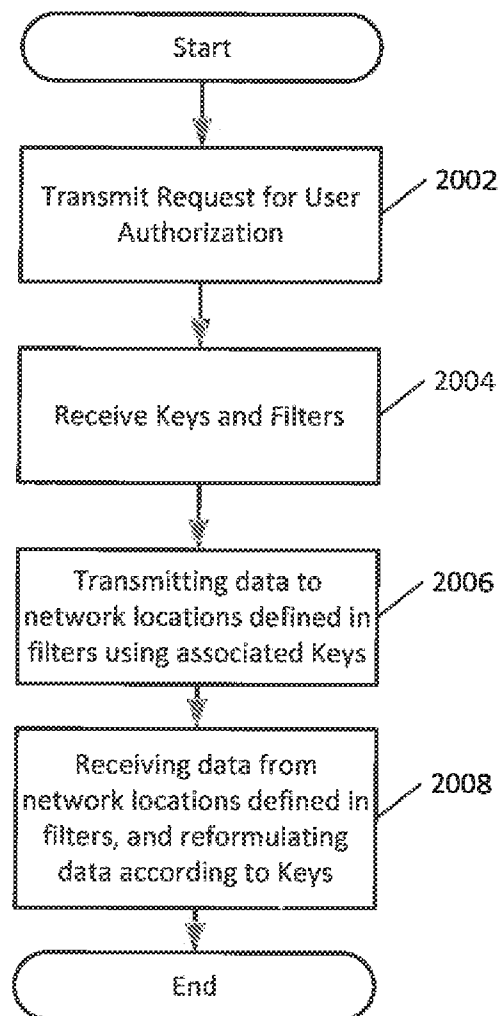 Start
Transmit Request for User
Authorization
2002
Receive Keys and Filters
2004
Transmitting data to
network locations defined in
filters using associated Keys
2006
Receiving data from
network locations defined in
filters, and reformulating
data according to Keys
2008
End